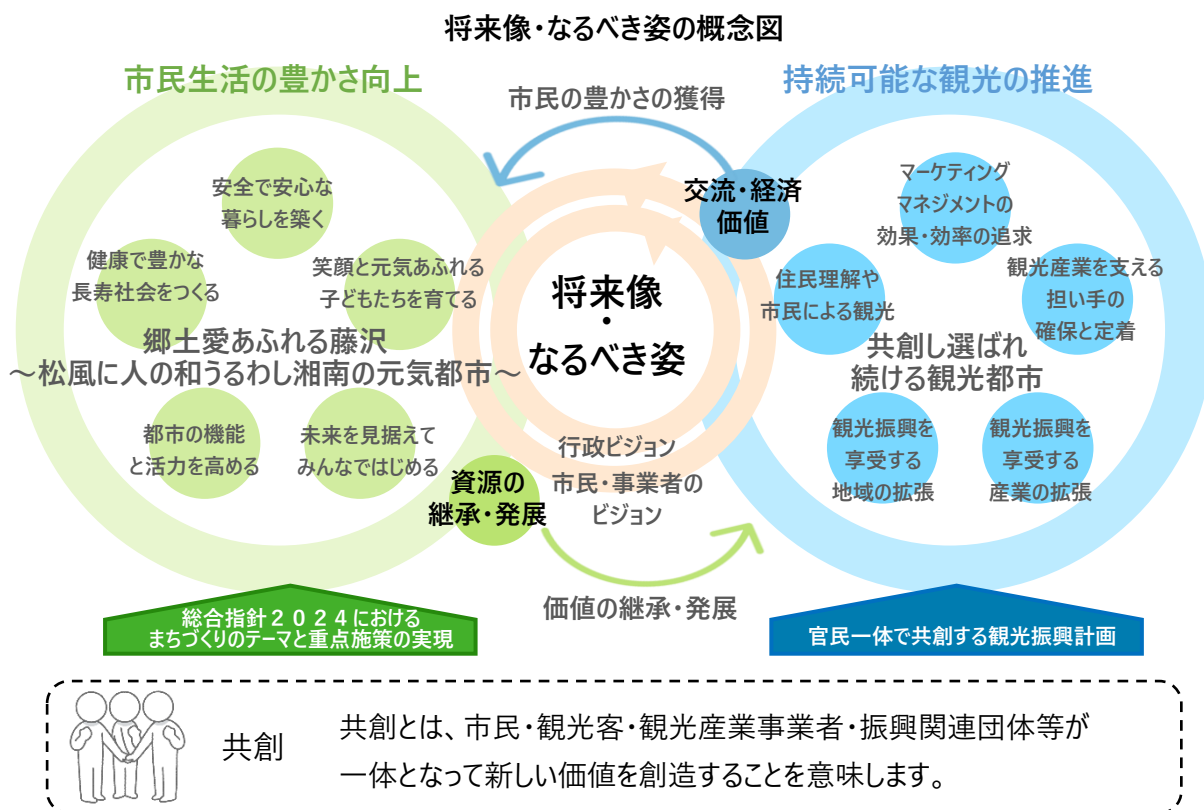 将来像・なるべき姿の概念図
市民生活の豊かさ向上
持続可能な観光の推進
市民の豊かさの獲得
安全で安心な
暮らしを築く
健康で豊かな
長寿社会をつくる
笑顔と元気あふれる
子どもたちを育てる
郷土愛あふれる藤沢
～松風に人の和うるわし湘南の元気都市～
都市の機能
と活力を高める
未来を見据えて
みんなではじめる
資源の
継承・発展
交流・経済
価値
将来像
・
なるべき姿
行政ビジョン
市民・事業者の
ビジョン
価値の継承・発展
マーケティング
マネジメントの
効果・効率の追求
住民理解や
市民による観光
観光産業を支える
担い手の
確保と定着
共創し選ばれ
続ける観光都市
観光振興を
享受する
地域の拡張
観光振興を
享受する
産業の拡張
総合指針２０２４における
まちづくりのテーマと重点施策の実現
官民一体で共創する観光振興計画
共創
共創とは、市民・観光客・観光産業事業者・振興関連団体等が
一体となって新しい価値を創造することを意味します。